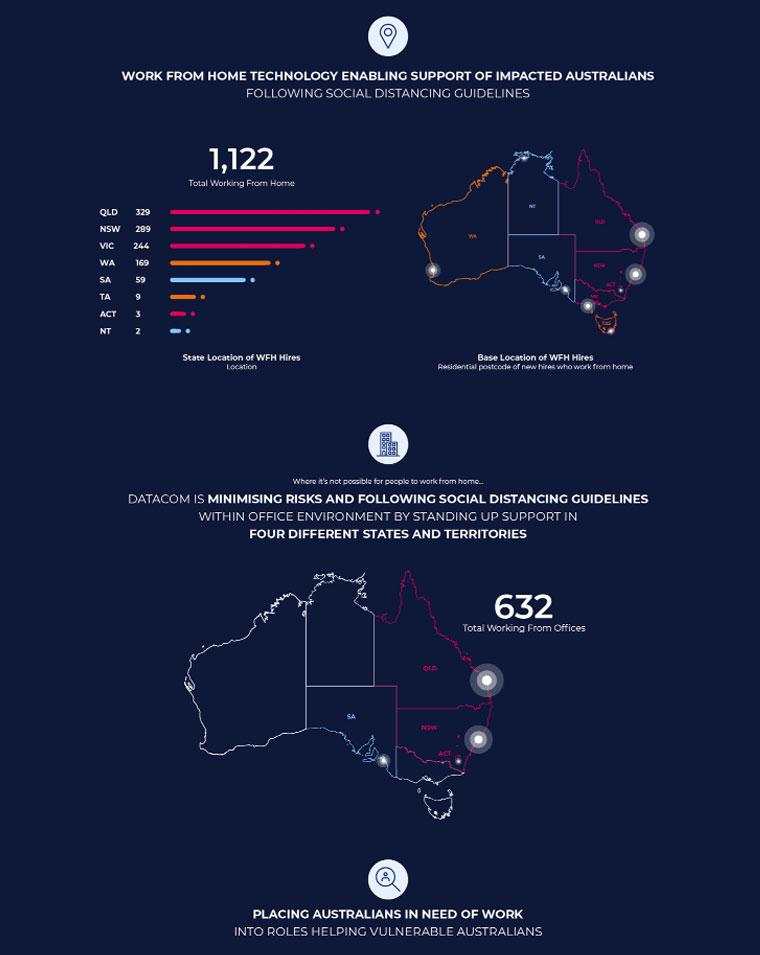 WORK FROM HOME TECHNOLOGY ENABLING SUPPORT OF IMPACTED AUSTRALIANS
FOLLOWING SOCIAL DISTANCING GUIDELINES
1,122
Total Working From Home
QLD 329
NSW 289
VIC 244
WA 169
SA 59
TA 9
ACT 3
NT 2
State Location of WFH Hires
Location
NT
QLD
WA
SA
NSW
ACT
VIC
TAS
Base Location of WFH Hires
Residential postcode of new hires who work from home
Where it's not possible for people to work from home...
DATACOM IS MINIMISING RISKS AND FOLLOWING SOCIAL DISTANCING GUIDELINES
WITHIN OFFICE ENVIRONMENT BY STANDING UP SUPPORT IN
FOUR DIFFERENT STATES AND TERRITORIES
632
Total Working From Offices
QLD
SA
NSW
ACT
PLACING AUSTRALIANS IN NEED OF WORK
INTO ROLES HELPING VULNERABLE AUSTRALIANS